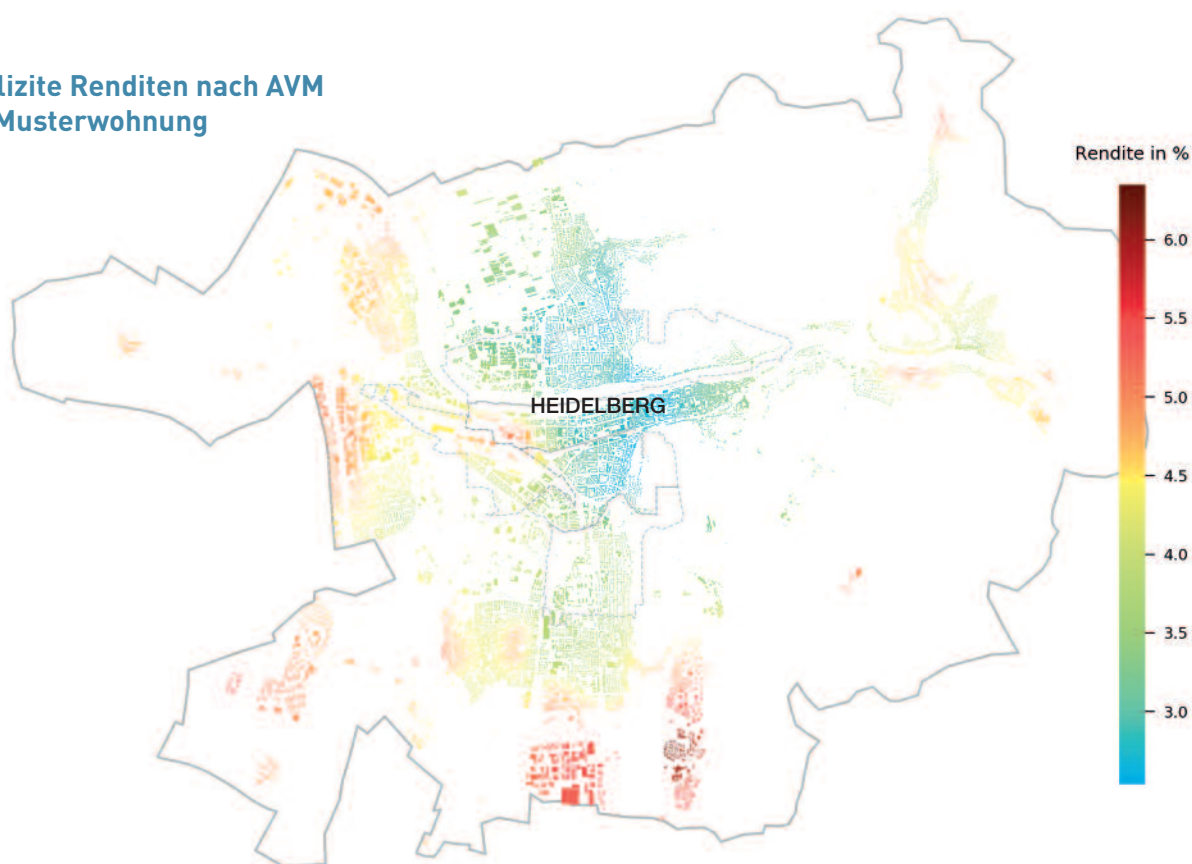 lizite Renditen nach AVM
Musterwohnung
Rendite in %
6.0
5.5
5.0
4.5
4.0
3.5
3.0
HEIDELBERG